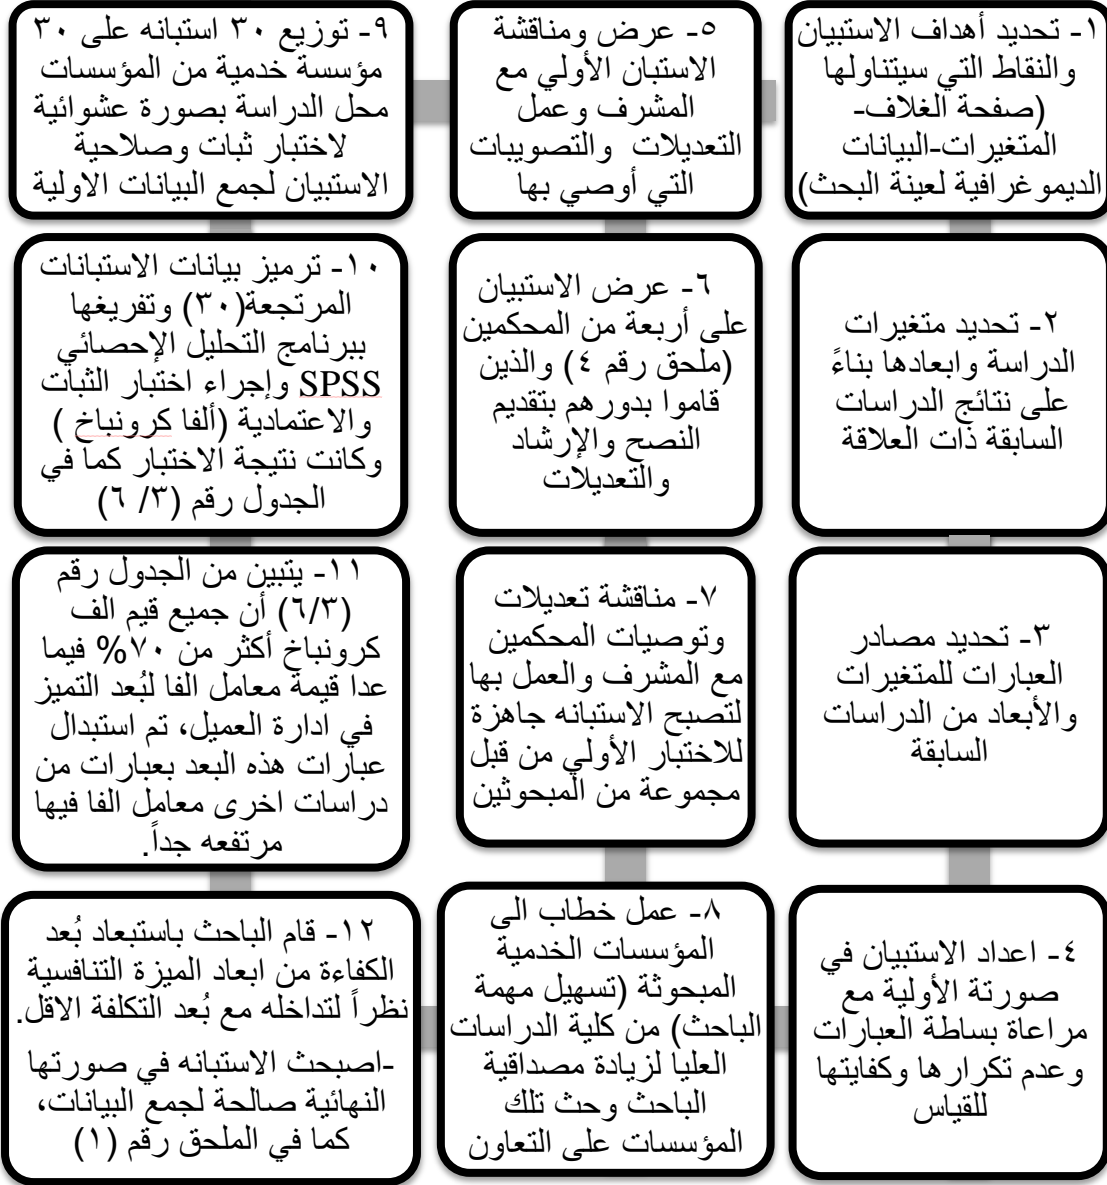 ١- تحديد أهداف الاستبيان
والنقاط التي سيتناولها
(صفحة الغلاف-
المتغيرات-البيانات
الديموغرافية لعينة البحث)
٢- تحديد متغيرات
الدراسة وابعادها بناءً
على نتائج الدراسات
السابقة ذات العلاقة
٣- تحديد مصادر
العبارات للمتغيرات
والأبعاد من الدراسات
السابقة
٤- اعداد الاستبيان في
صورتة الأولية مع
مراعاة بساطة العبارات
وعدم تكرارها وكفايتها
للقياس
٥- عرض ومناقشة
الاستبان الأولي مع
المشرف وعمل
التعديلات والتصويبات
التي أوصي بها
٦- عرض الاستبيان
على أربعة من المحكمين
(ملحق رقم ٤) والذين
قاموا بدورهم بتقديم
النصح والإرشاد
والتعديلات
٧- مناقشة تعديلات
وتوصيات المحكمين
مع المشرف والعمل بها
لتصبح الاستبانه جاهزة
للاختبار الأولي من قبل
مجموعة من المبحوثين
٨- عمل خطاب الى
المؤسسات الخدمية
المبحوثة (تسهيل مهمة
الباحث) من كلية الدراسات
العليا لزيادة مصداقية
الباحث وحث تلك
المؤسسات على التعاون
٩- توزيع ٣٠ استبانه على ٣٠
مؤسسة خدمية من المؤسسات
محل الدراسة بصورة عشوائية
لاختبار ثبات وصلاحية
الاستبيان لجمع البيانات الاولية
١٠- ترميز بيانات الاستبانات
المرتجعة(٣٠) وتفريغها
ببرنامج التحليل الإحصائي
SPSS وإجراء اختبار الثبات
والاعتمادية (ألفا كرونباخ )
وكانت نتيجة الاختبار كما في
الجدول رقم (٣/ ٦)
١١- يتبين من الجدول رقم
(٦/٣) أن جميع قيم الف
كرونباخ أكثر من ٧٠% فيما
عدا قيمة معامل الفا لبُعد التميز
في ادارة العميل، تم استبدال
عبارات هذه البعد بعبارات من
دراسات اخرى معامل الفا فيها
مرتفعه جداً.
١٢- قام الباحث باستبعاد بُعد
الكفاءة من ابعاد الميزة التنافسية
نظراً لتداخله مع بُعد التكلفة الاقل.
-اصبحث الاستبانه في صورتها
النهائية صالحة لجمع البيانات،
كما في الملحق رقم (١)